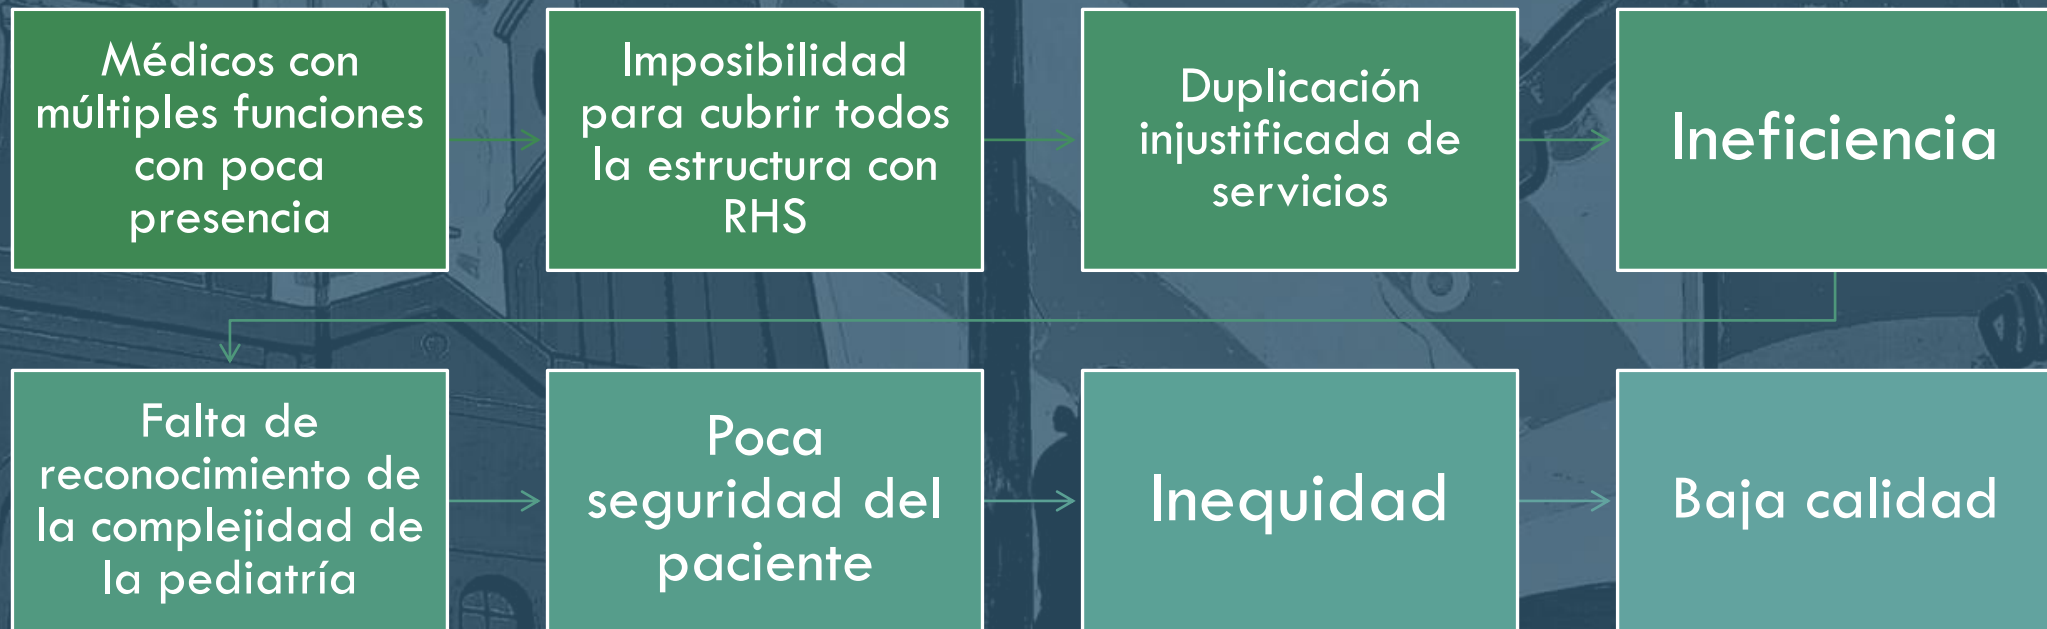 Médicos con
múltiples funciones
con poca
presencia
Imposibilidad
para cubrir todos
la estructura con
RHS
Duplicación
injustificada de
servicios
Ineficiencia
Falta de
reconocimiento de
la complejidad de
la pediatría
Poca
seguridad del
paciente
Inequidad
Baja calidad